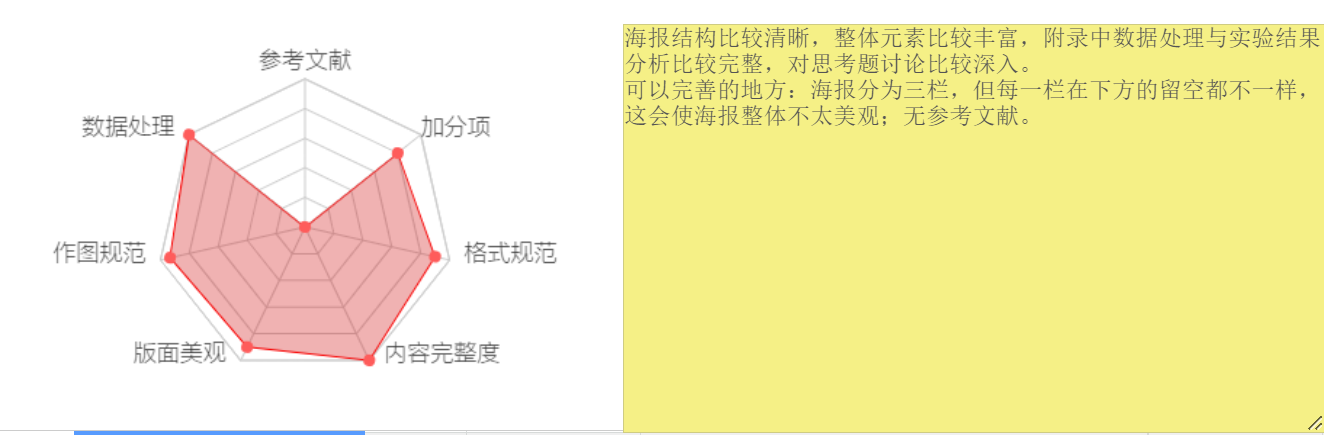 参考文献
数据处理
加分项
作图规范
格式规范
版面美观
内容完整度
海报结构比较清晰，整体元素比较丰富，附录中数据处理与实验结果
分析比较完整，对思考题讨论比较深入。
可以完善的地方：海报分为三栏，但每一栏在下方的留空都不一样，
这会使海报整体不太美观；无参考文献。